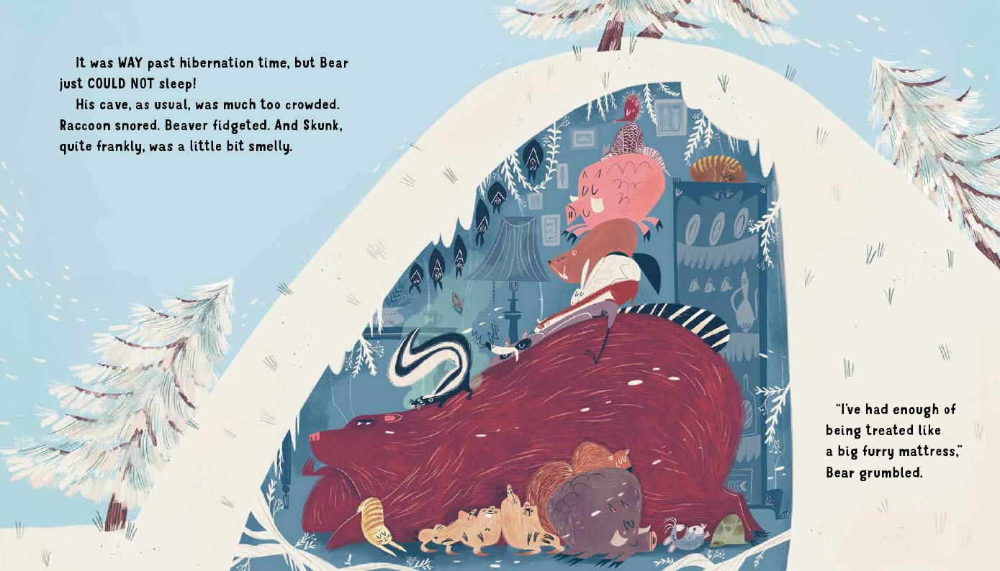 It was WAY past hibernation time, but Bear
just COULD NOT sleep!
His cave, as usual, was much too crowded.
Raccoon snored. Beaver fidgeted. And Skunk,
quite frankly, was a little bit smelly.
“I’ve had enough of
being treated like
a big furry mattress,”
Bear grumbled.